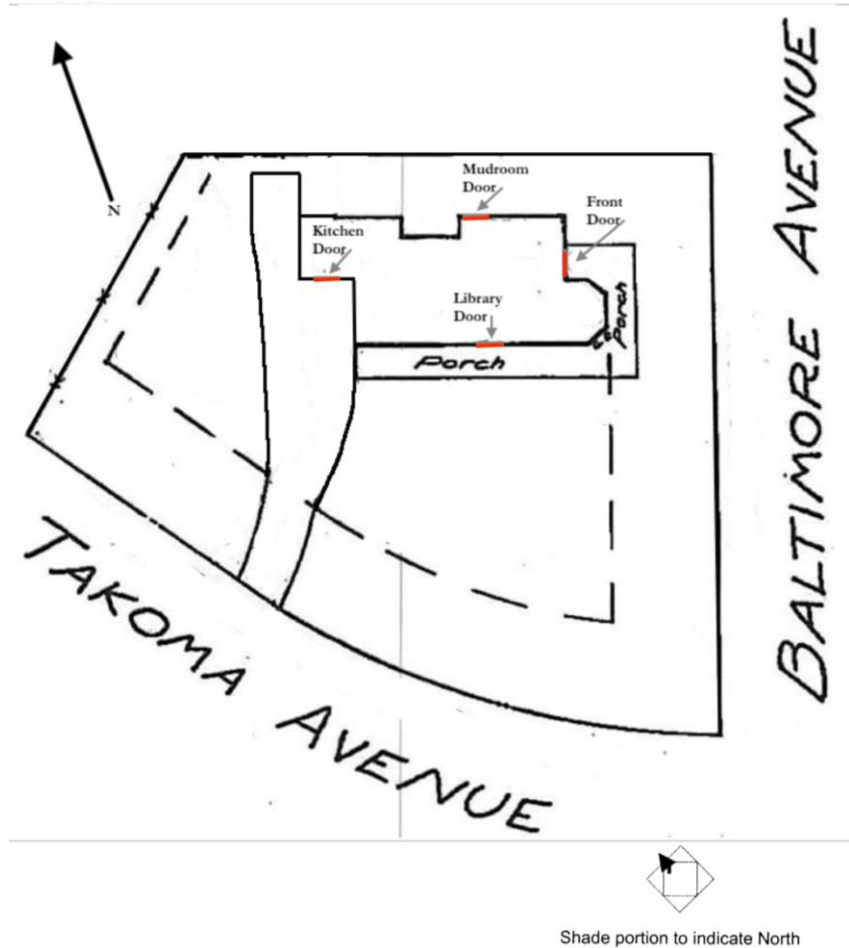 N
Mudroom
Door
Front
Door
Kitchen
Door
Library
Door
Porch
Porch
TAKOMA AVENUE
BALTIMORE AVENUE
Shade portion to indicate North